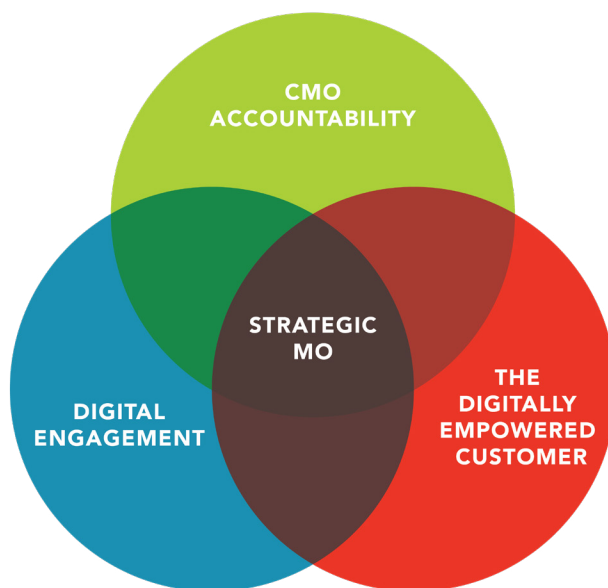 CMO
ACCOUNTABILITY
STRATEGIC
MO
DIGITAL
ENGAGEMENT
THE
DIGITALLY
EMPOWERED
CUSTOMER